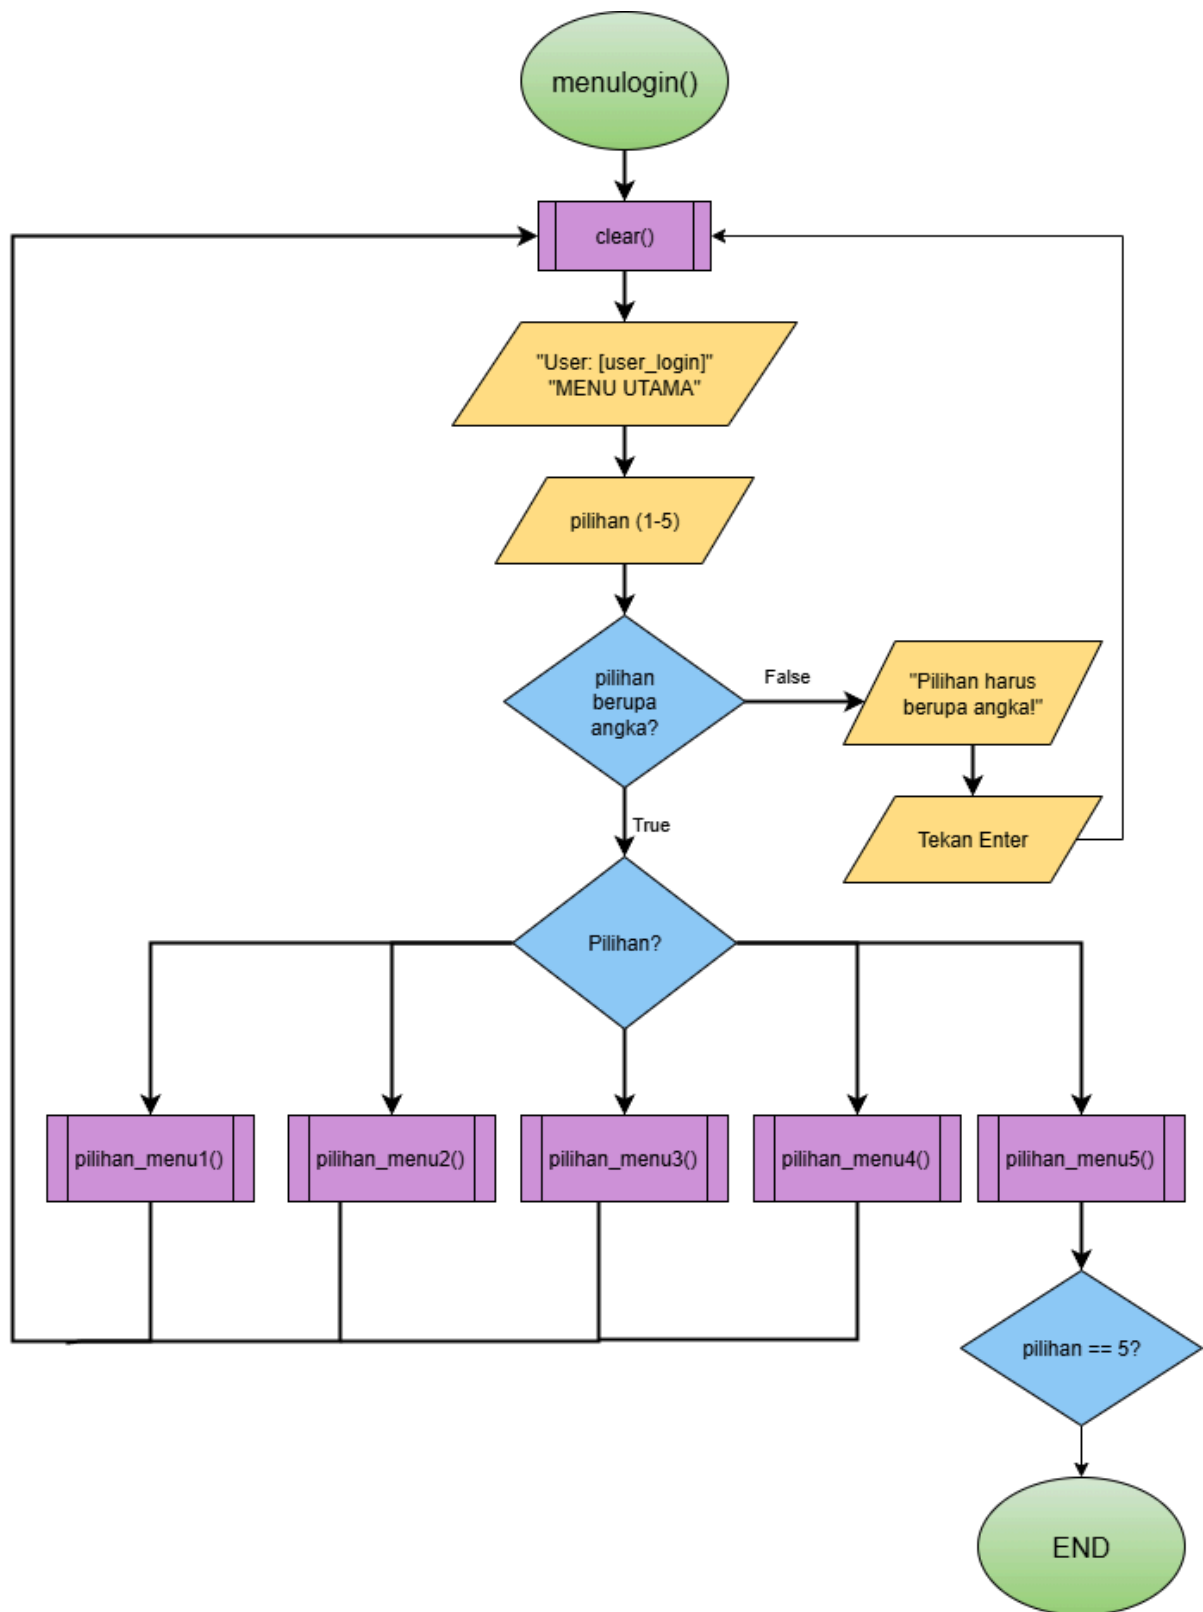 menulogin()
clear()
"User: [user_login]"
"MENU UTAMA"
pilihan (1-5)
pilihan
berupa
angka?
False
"Pilihan harus
berupa angka!"
Tekan Enter
True
Pilihan?
pilihan_menu1()
pilihan_menu2()
pilihan_menu3()
pilihan_menu4()
pilihan_menu5()
pilihan == 5?
END